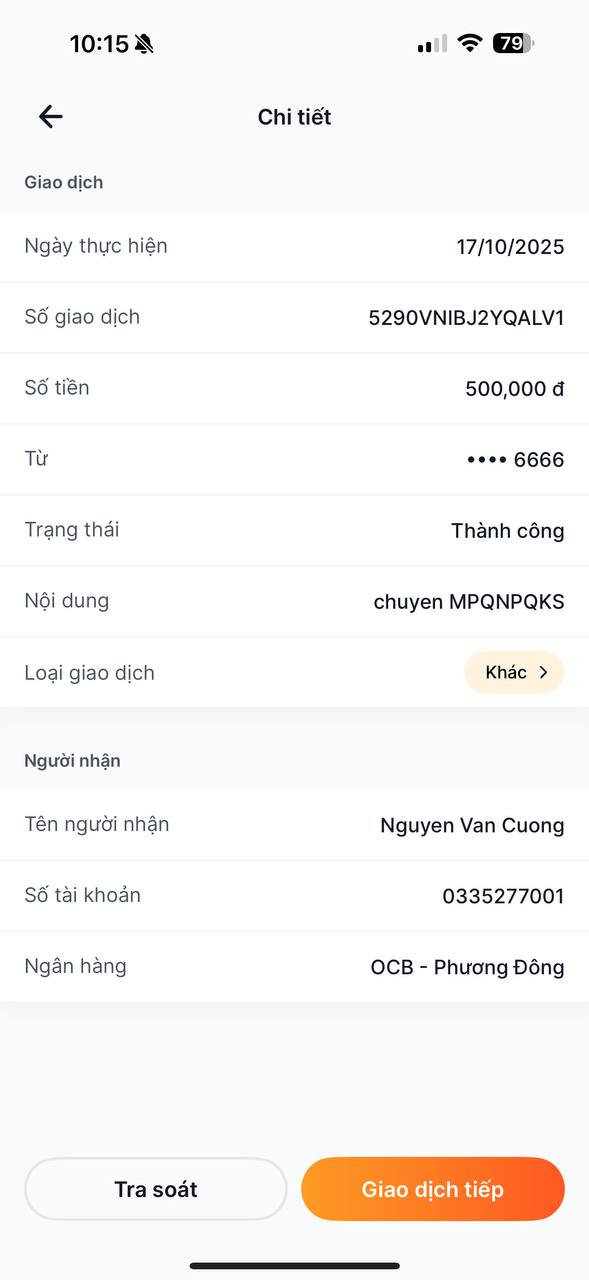 10:15
79
Chi tiết
Giao dịch
Ngày thực hiện 17/10/2025
Số giao dịch 5290VNIBJ2YQALV1
Số tiền 500,000 đ
Từ •••• 6666
Trạng thái Thành công
Nội dung chuyen MPQNPQKS
Loại giao dịch Khác
Người nhận
Tên người nhận Nguyen Van Cuong
Số tài khoản 0335277001
Ngân hàng OCB - Phương Đông
Tra soát
Giao dịch tiếp